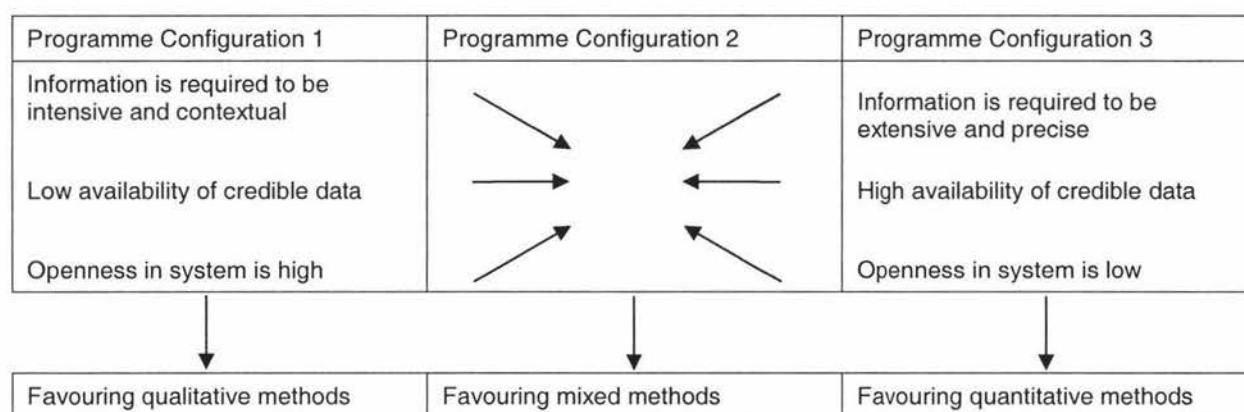 Programme Configuration 1
Programme Configuration 2
Programme Configuration 3
Information is required to be
intensive and contextual
Low availability of credible data
Openness in system is high
Information is required to be
extensive and precise
High availability of credible data
Openness in system is low
Favouring qualitative methods
Favouring mixed methods
Favouring quantitative methods